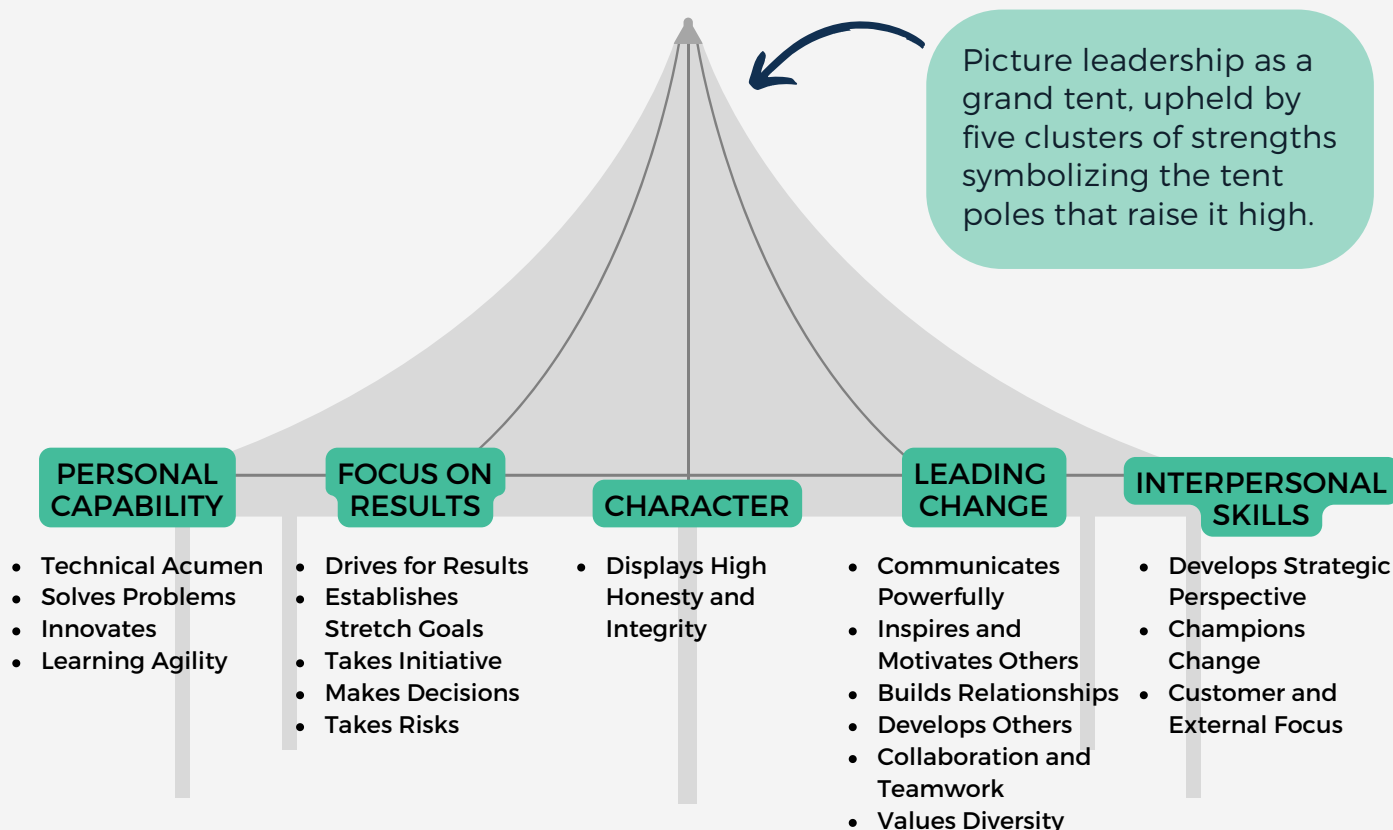 Picture leadership as a
grand tent, upheld by
five clusters of strengths
symbolizing the tent
poles that raise it high.
PERSONAL
CAPABILITY
• Technical Acumen
• Solves Problems
• Innovates
• Learning Agility
FOCUS ON
RESULTS
• Drives for Results
• Establishes
Stretch Goals
• Takes Initiative
• Makes Decisions
• Takes Risks
CHARACTER
• Displays High
Honesty and
Integrity
LEADING
CHANGE
• Communicates
Powerfully
• Inspires and
Motivates Others
• Builds Relationships
• Develops Others
• Collaboration and
Teamwork
• Values Diversity
INTERPERSONAL
SKILLS
• Develops Strategic
Perspective
• Champions
Change
• Customer and
External Focus